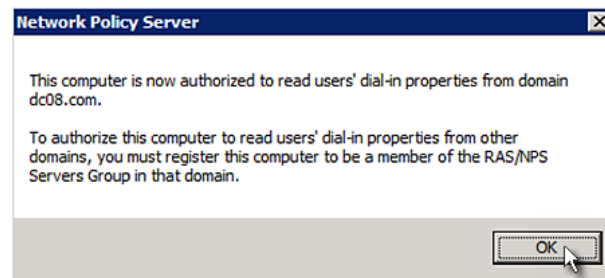 Network Policy Server
This computer is now authorized to read users' dial-in properties from domain
dc08.com.
To authorize this computer to read users' dial-in properties from other
domains, you must register this computer to be a member of the RAS/NPS
Servers Group in that domain.
OK